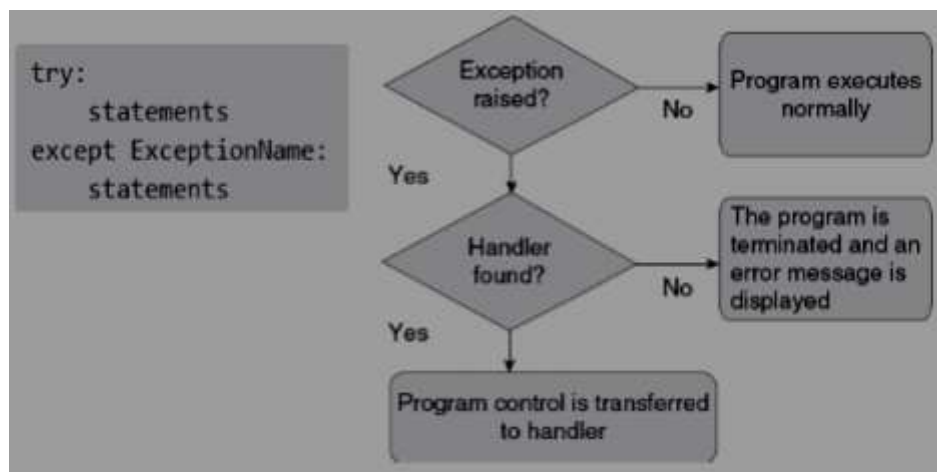 try:
    statements
except ExceptionName:
    statements
Exception
raised?
No
Program executes
normally
Yes
Handler
found?
No
The program is
terminated and an
error message is
displayed
Yes
Program control is transferred
to handler